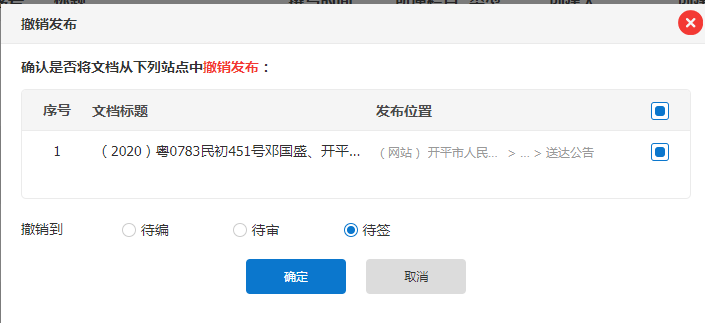 撤销发布
确认是否将文档从下列站点中撤销发布：
序号 文档标题 发布位置
1 （2020）粤0783民初451号邓国盛、开平... （网站）开平市人民... > ... > 送达公告
撤销到 待编 待审 待签
确定 取消